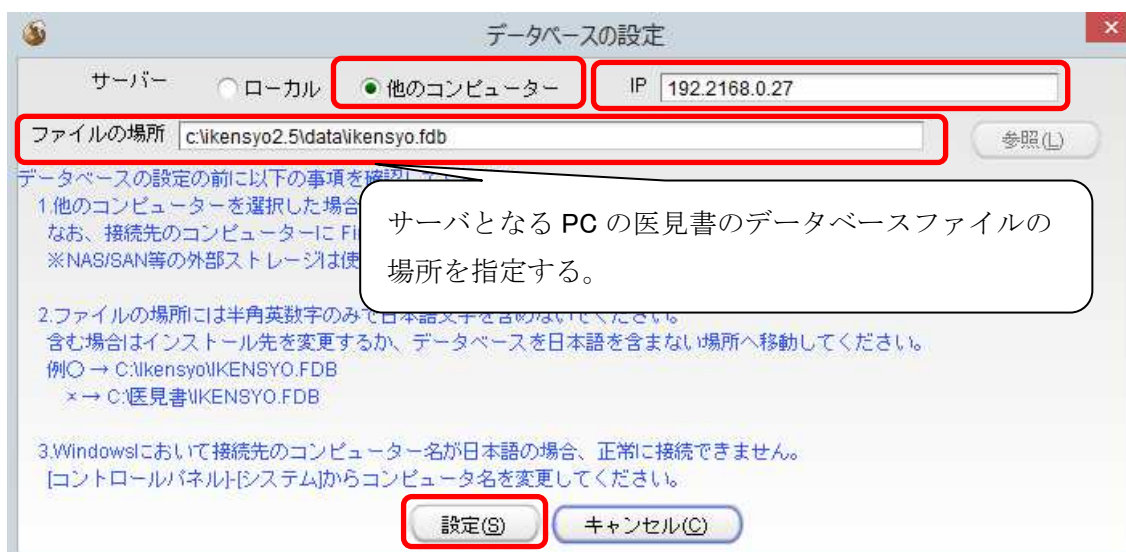 データベースの設定
サーバー ローカル 他のコンピューター IP 192.2168.0.27
ファイルの場所 c:\ikensyo2.5\data\ikensyo.fdb 参照(L)
データベースの設定の前に以下の事項を確認して
1.他のコンピューターを選択した場合
なお、接続先のコンピューターに Fi
※NAS/SAN等の外部ストレージは使
サーバとなる PC の医見書のデータベースファイルの
場所を指定する。
2.ファイルの場所には半角英数字のみで日本語文字を含めないでください。
含む場合はインストール先を変更するか、データベースを日本語を含まない場所へ移動してください。
例○ → C:\Ikensyo\IKENSYO.FDB
× → C:\医見書\IKENSYO.FDB
3.Windowsにおいて接続先のコンピューター名が日本語の場合、正常に接続できません。
[コントロールパネル]-[システム]からコンピュータ名を変更してください。
設定(S) キャンセル(C)